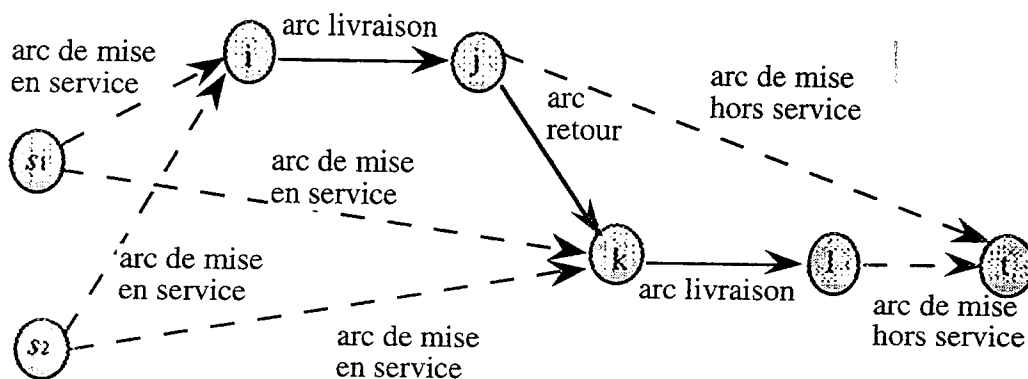 arc livraison
arc de mise
en service
i
j
arc de mise
hors service
arc
retour
s1
arc de mise
en service
arc de mise
en service
k
l
t
arc livraison
arc de mise
hors service
s2
arc de mise
en service